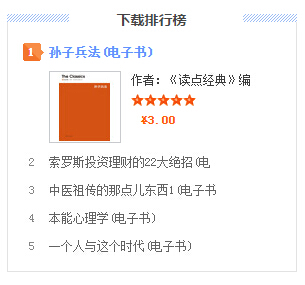 下载排行榜
1 孙子兵法(电子书)
The Classics
作者：《读点经典》编
¥3.00
2 索罗斯投资理财的22大绝招(电
3 中医祖传的那点儿东西1(电子书
4 本能心理学(电子书)
5 一个人与这个时代(电子书)